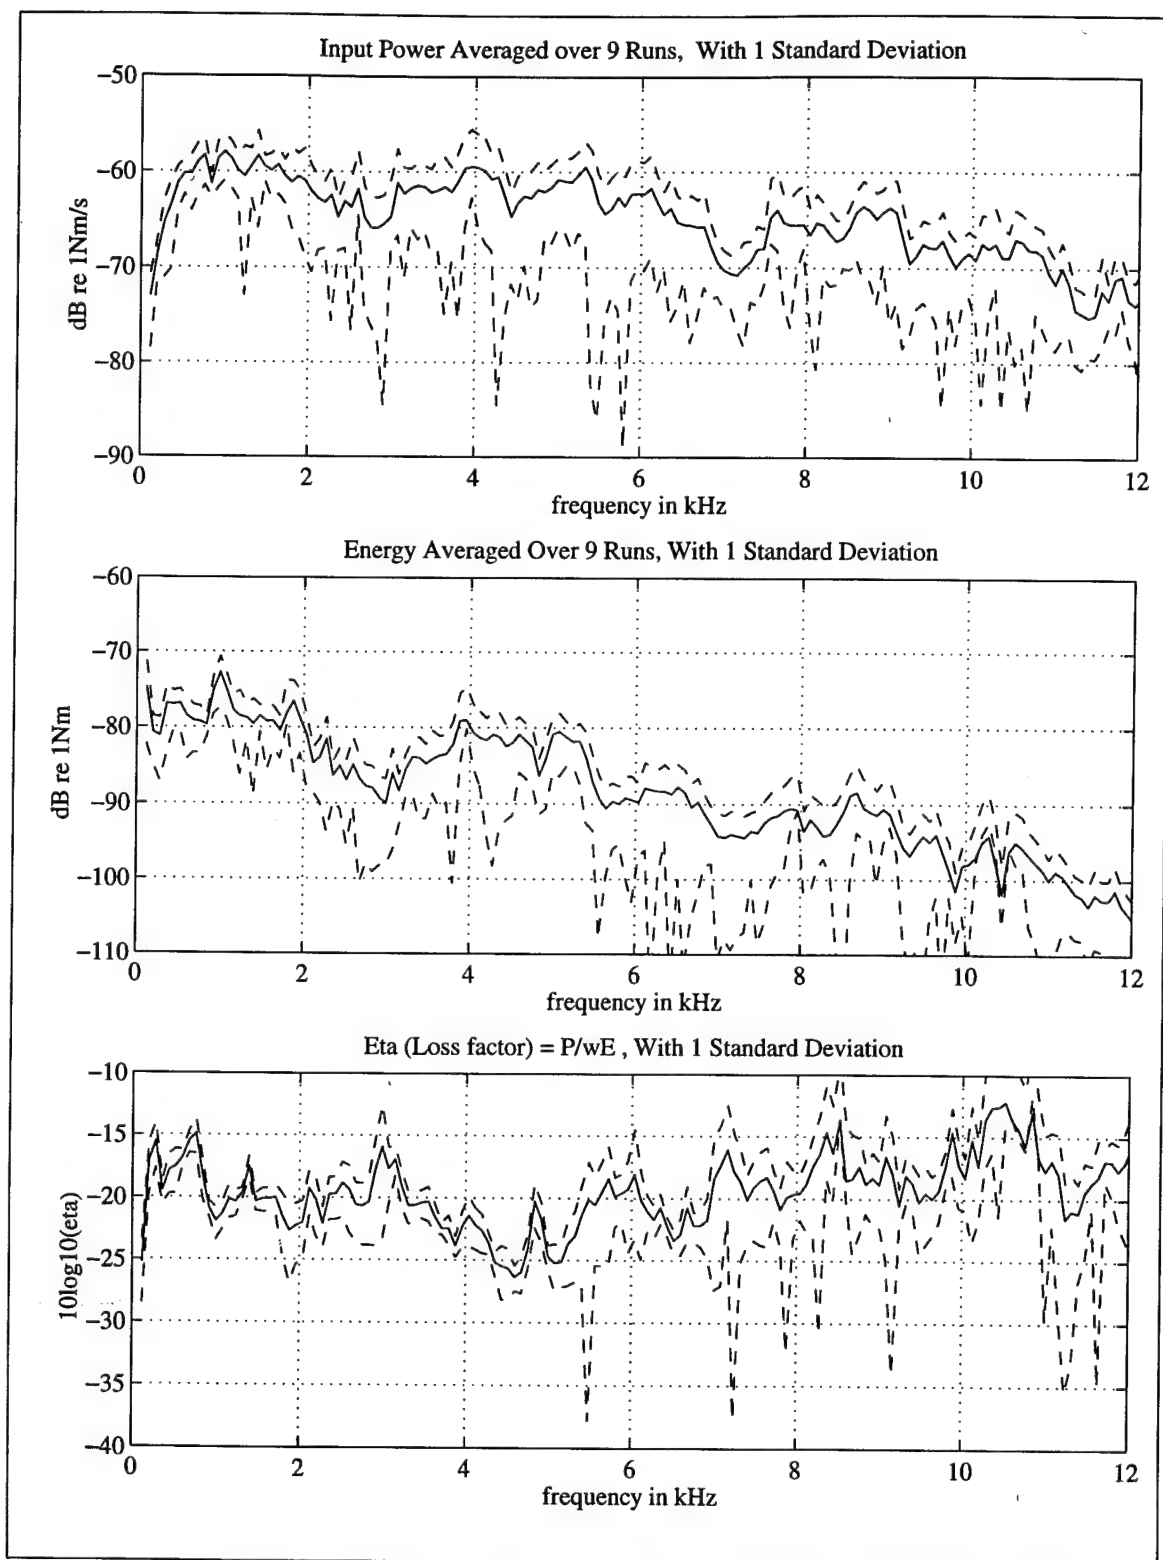 Input Power Averaged over 9 Runs, With 1 Standard Deviation
−50
−60
−70
−80
−90
dB re 1Nm/s
0 2 4 6 8 10 12
frequency in kHz
Energy Averaged Over 9 Runs, With 1 Standard Deviation
−60
−70
−80
−90
−100
−110
dB re 1Nm
0 2 4 6 8 10 12
frequency in kHz
Eta (Loss factor) = P/wE , With 1 Standard Deviation
−10
−15
−20
−25
−30
−35
−40
10log10(eta)
0 2 4 6 8 10 12
frequency in kHz